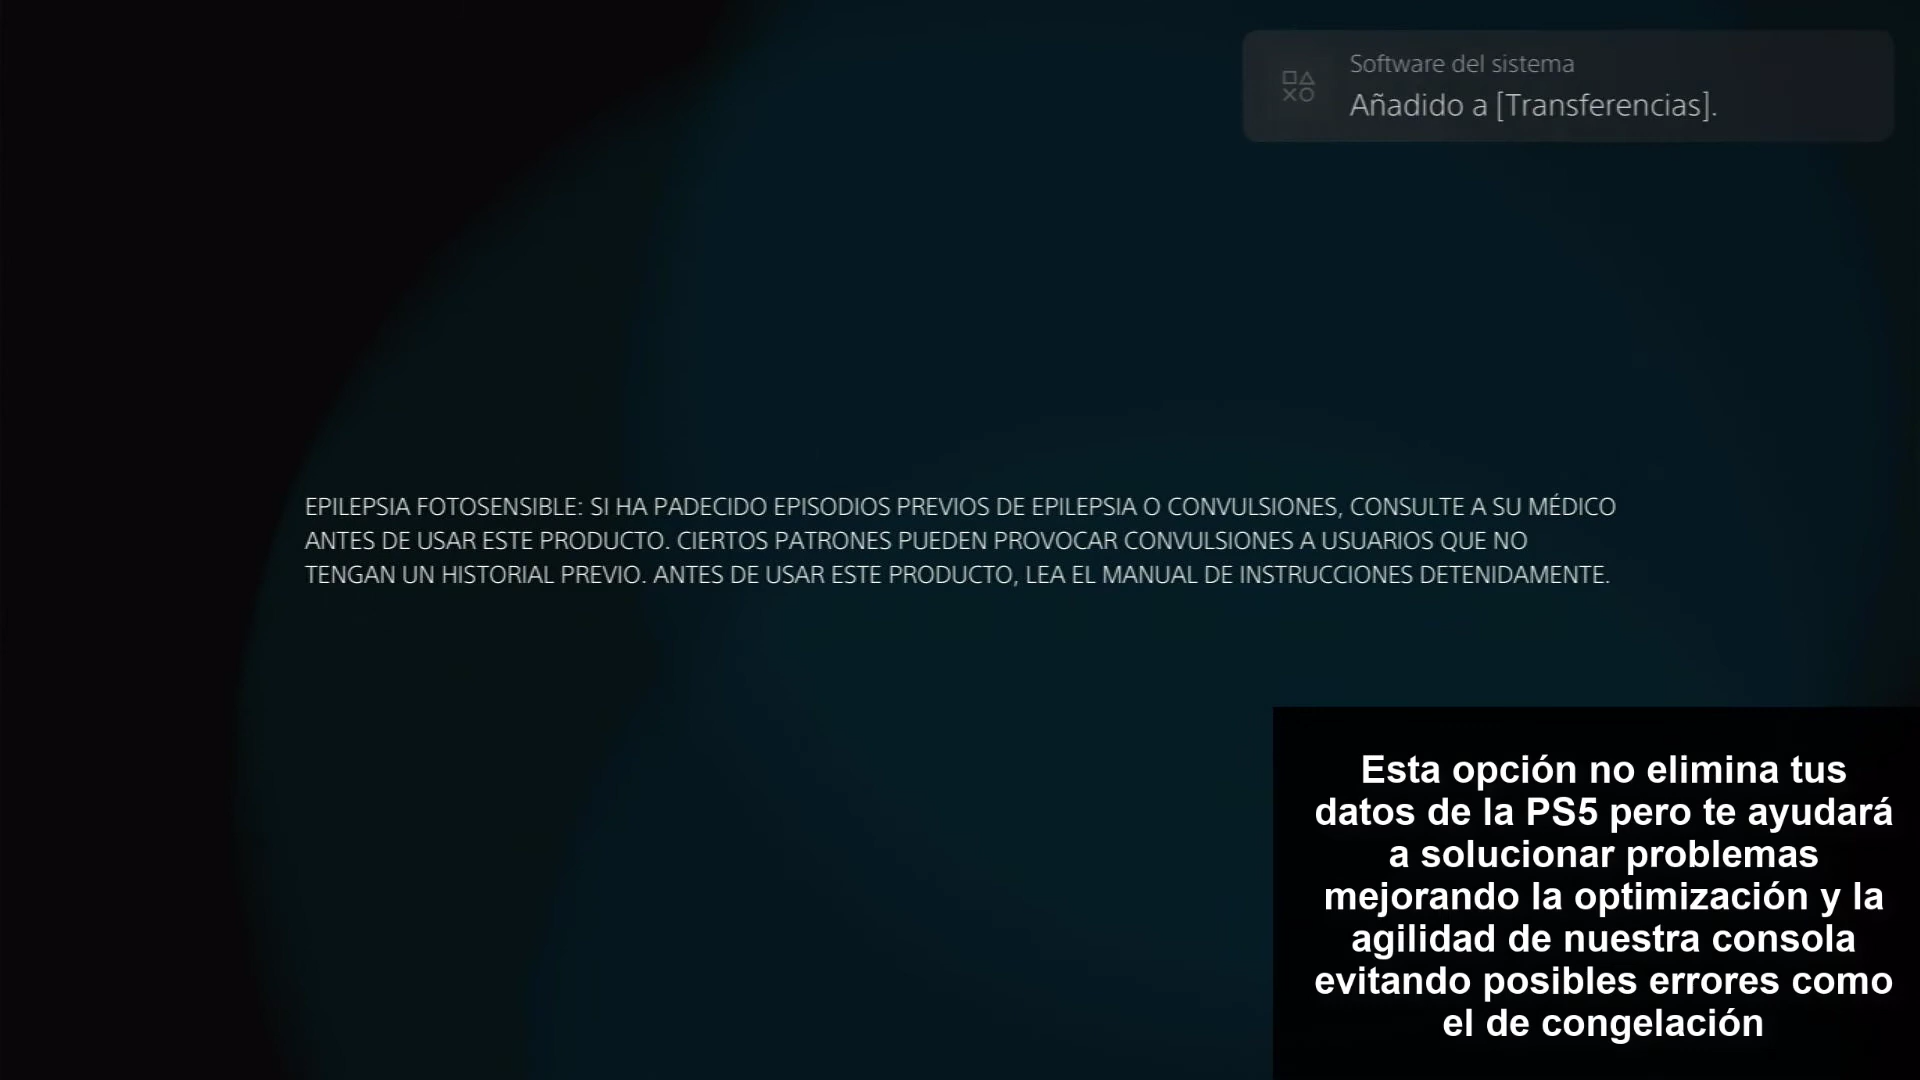 Software del sistema
Añadido a [Transferencias].
EPILEPSIA FOTOSENSIBLE: SI HA PADECIDO EPISODIOS PREVIOS DE EPILEPSIA O CONVULSIONES, CONSULTE A SU MÉDICO
ANTES DE USAR ESTE PRODUCTO. CIERTOS PATRONES PUEDEN PROVOCAR CONVULSIONES A USUARIOS QUE NO
TENGAN UN HISTORIAL PREVIO. ANTES DE USAR ESTE PRODUCTO, LEA EL MANUAL DE INSTRUCCIONES DETENIDAMENTE.
Esta opción no elimina tus
datos de la PS5 pero te ayudará
a solucionar problemas
mejorando la optimización y la
agilidad de nuestra consola
evitando posibles errores como
el de congelación